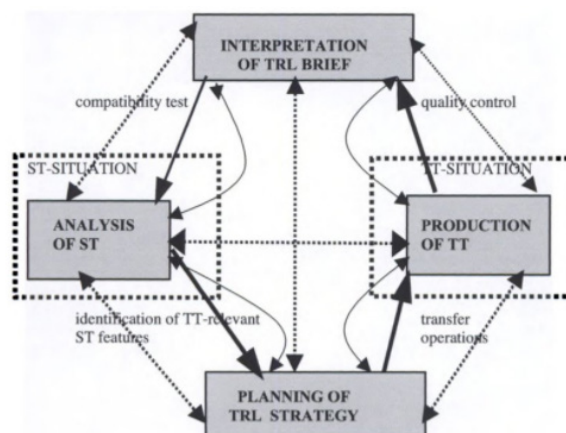 INTERPRETATION
OF TRL BRIEF
compatibility test
quality control
ST-SITUATION
TT-SITUATION
ANALYSIS
OF ST
PRODUCTION
OF TT
identification of TT-relevant
ST features
transfer
operations
PLANNING OF
TRL STRATEGY